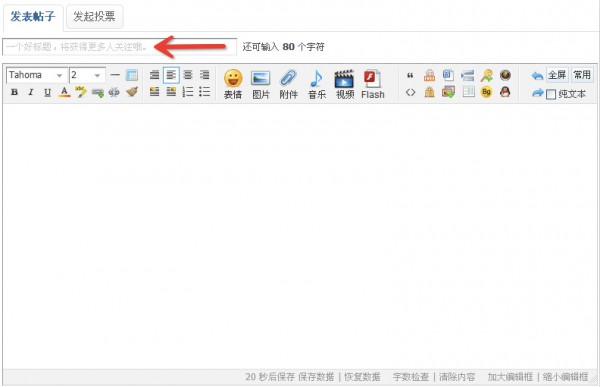 发表帖子 发起投票
一个好标题，将获得更多人关注哦。 还可输入 80 个字符
Tahoma 2 全屏 常用
B I U A Bg 纯文本
表情 图片 附件 音乐 视频 Flash
20 秒后保存 保存数据 | 恢复数据 字数检查 | 清除内容 加大编辑框 | 缩小编辑框